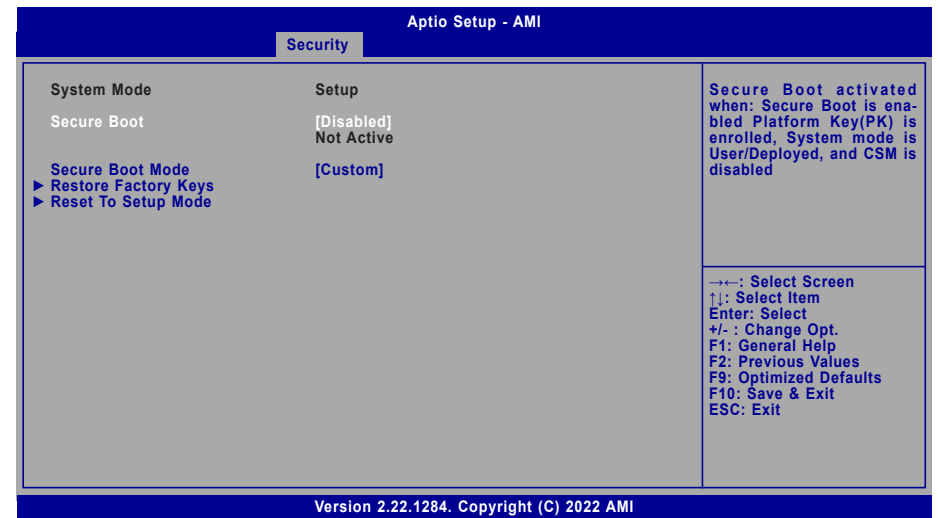 Aptio Setup - AMI
Security
System Mode Setup
Secure Boot [Disabled]
Not Active
Secure Boot Mode [Custom]
▶ Restore Factory Keys
▶ Reset To Setup Mode
Secure Boot activated
when: Secure Boot is ena-
bled Platform Key(PK) is
enrolled, System mode is
User/Deployed, and CSM is
disabled
→←: Select Screen
↑↓: Select Item
Enter: Select
+/- : Change Opt.
F1: General Help
F2: Previous Values
F9: Optimized Defaults
F10: Save & Exit
ESC: Exit
Version 2.22.1284. Copyright (C) 2022 AMI